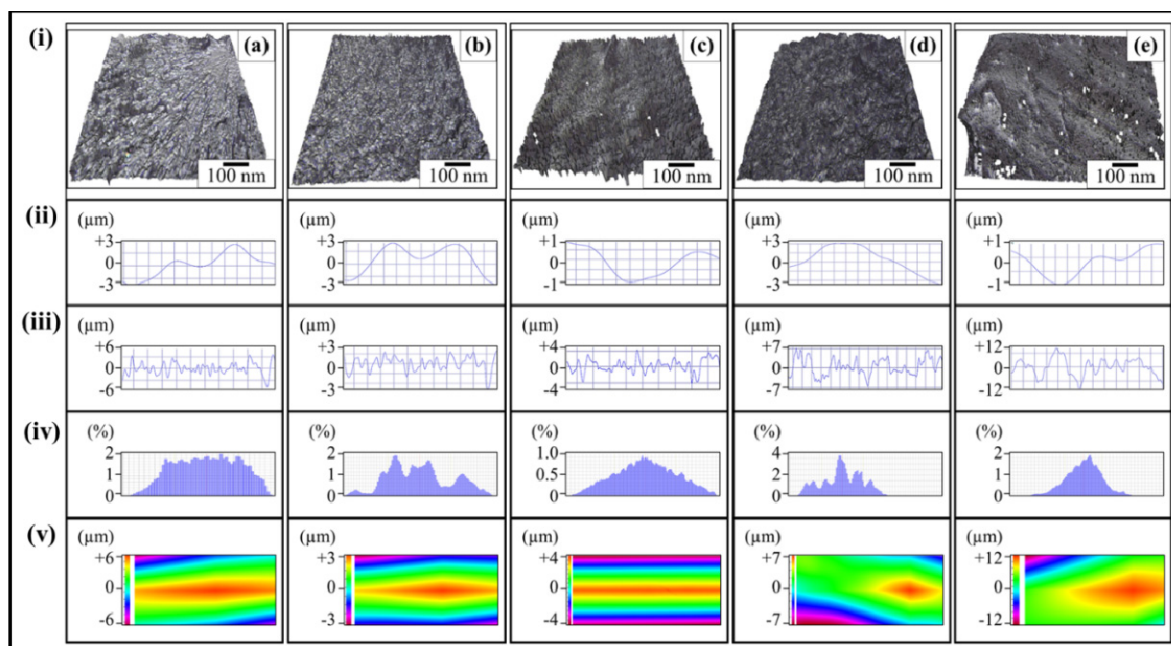 (i) (a) (b) (c) (d) (e)
100 nm 100 nm 100 nm 100 nm 100 nm
(ii) (µm) (µm) (µm) (µm) (µm)
+3 +3 +1 +3 +1
0 0 0 0 0
-3 -3 -1 -3 -1
(iii) (µm) (µm) (µm) (µm) (µm)
+6 +3 +4 +7 +12
0 0 0 0 0
-6 -3 -4 -7 -12
(iv) (%) (%) (%) (%) (%)
2 2 1.0 4 2
1 1 0.5 2 1
0 0 0 0 0
(v) (µm) (µm) (µm) (µm) (µm)
+6 +3 +4 +7 +12
0 0 0 0 0
-6 -3 -4 -7 -12